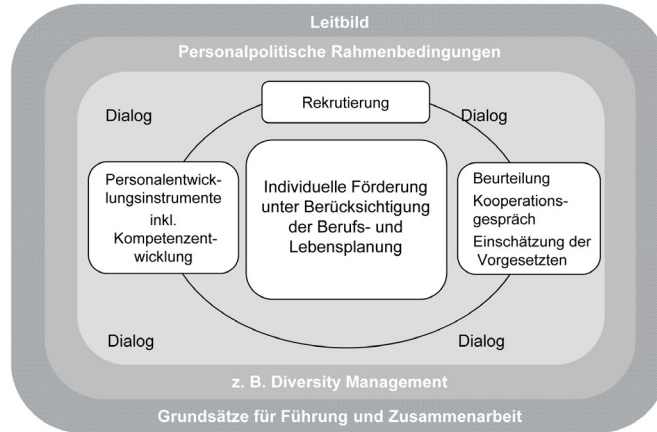 Leitbild
Personalpolitische Rahmenbedingungen
Dialog
Rekrutierung
Dialog
Personalentwick-
lungsinstrumente
inkl.
Kompetenzent-
wicklung
Individuelle Förderung
unter Berücksichtigung
der Berufs- und
Lebensplanung
Beurteilung
Kooperations-
gespräch
Einschätzung der
Vorgesetzten
Dialog
Dialog
z. B. Diversity Management
Grundsätze für Führung und Zusammenarbeit